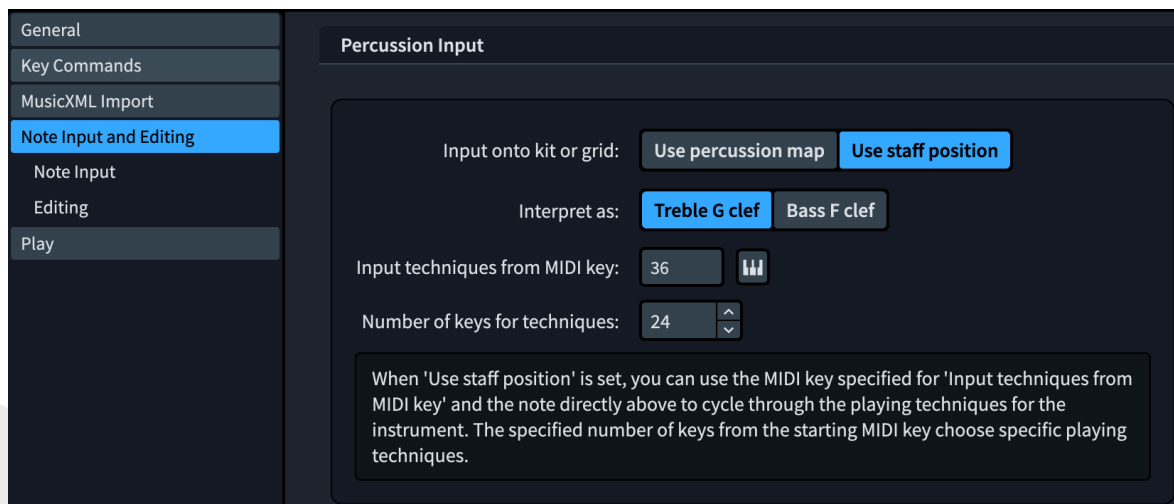 General
Key Commands
MusicXML Import
Note Input and Editing
Note Input
Editing
Play
Percussion Input
Input onto kit or grid: Use percussion map Use staff position
Interpret as: Treble G clef Bass F clef
Input techniques from MIDI key: 36
Number of keys for techniques: 24
When 'Use staff position' is set, you can use the MIDI key specified for 'Input techniques from
MIDI key' and the note directly above to cycle through the playing techniques for the
instrument. The specified number of keys from the starting MIDI key choose specific playing
techniques.